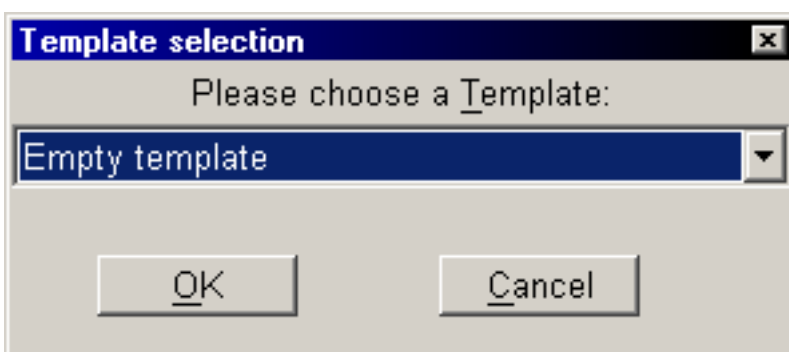 Template selection
Please choose a Template:
Empty template
OK
Cancel